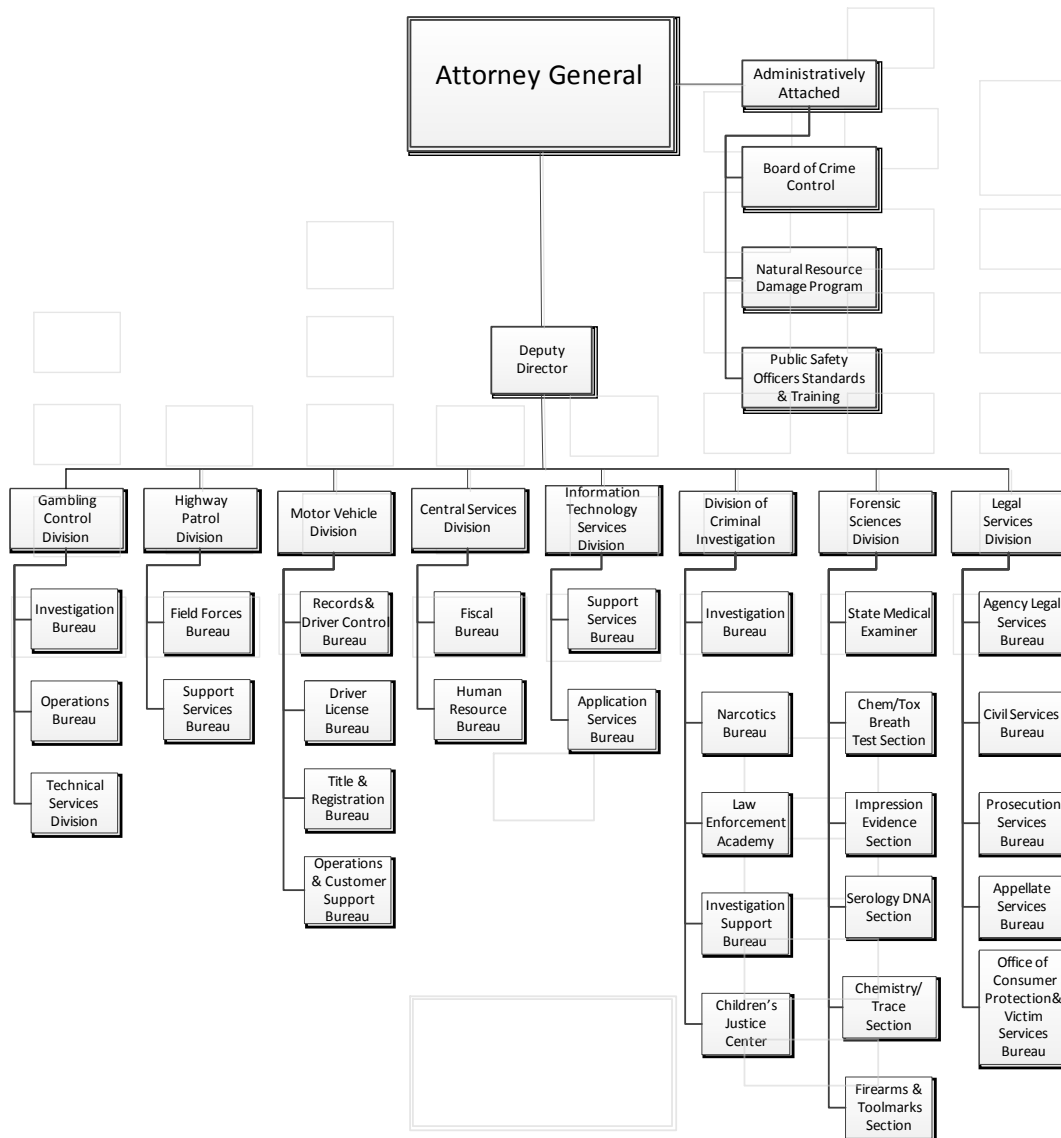 Attorney General
Administratively
Attached
Board of Crime
Control
Natural Resource
Damage Program
Public Safety
Officers Standards
& Training
Deputy
Director
Gambling
Control
Division
Investigation
Bureau
Operations
Bureau
Technical
Services
Division
Highway
Patrol
Division
Field Forces
Bureau
Support
Services
Bureau
Motor Vehicle
Division
Records &
Driver Control
Bureau
Driver
License
Bureau
Title &
Registration
Bureau
Operations
& Customer
Support
Bureau
Central Services
Division
Fiscal
Bureau
Human
Resource
Bureau
Information
Technology
Services
Division
Support
Services
Bureau
Application
Services
Bureau
Division of
Criminal
Investigation
Investigation
Bureau
Narcotics
Bureau
Law
Enforcement
Academy
Investigation
Support
Bureau
Children's
Justice
Center
Forensic
Sciences
Division
State Medical
Examiner
Chem/Tox
Breath
Test Section
Impression
Evidence
Section
Serology DNA
Section
Chemistry/
Trace
Section
Firearms &
Toolmarks
Section
Legal
Services
Division
Agency Legal
Services
Bureau
Civil Services
Bureau
Prosecution
Services
Bureau
Appellate
Services
Bureau
Office of
Consumer
Protection &
Victim
Services
Bureau